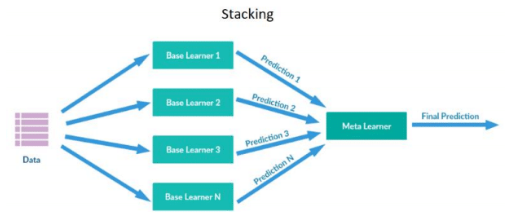 Stacking
Base Learner 1
Prediction 1
Base Learner 2
Prediction 2
Meta Learner
Final Prediction
Data
Base Learner 3
Prediction 3
Base Learner N
Prediction N